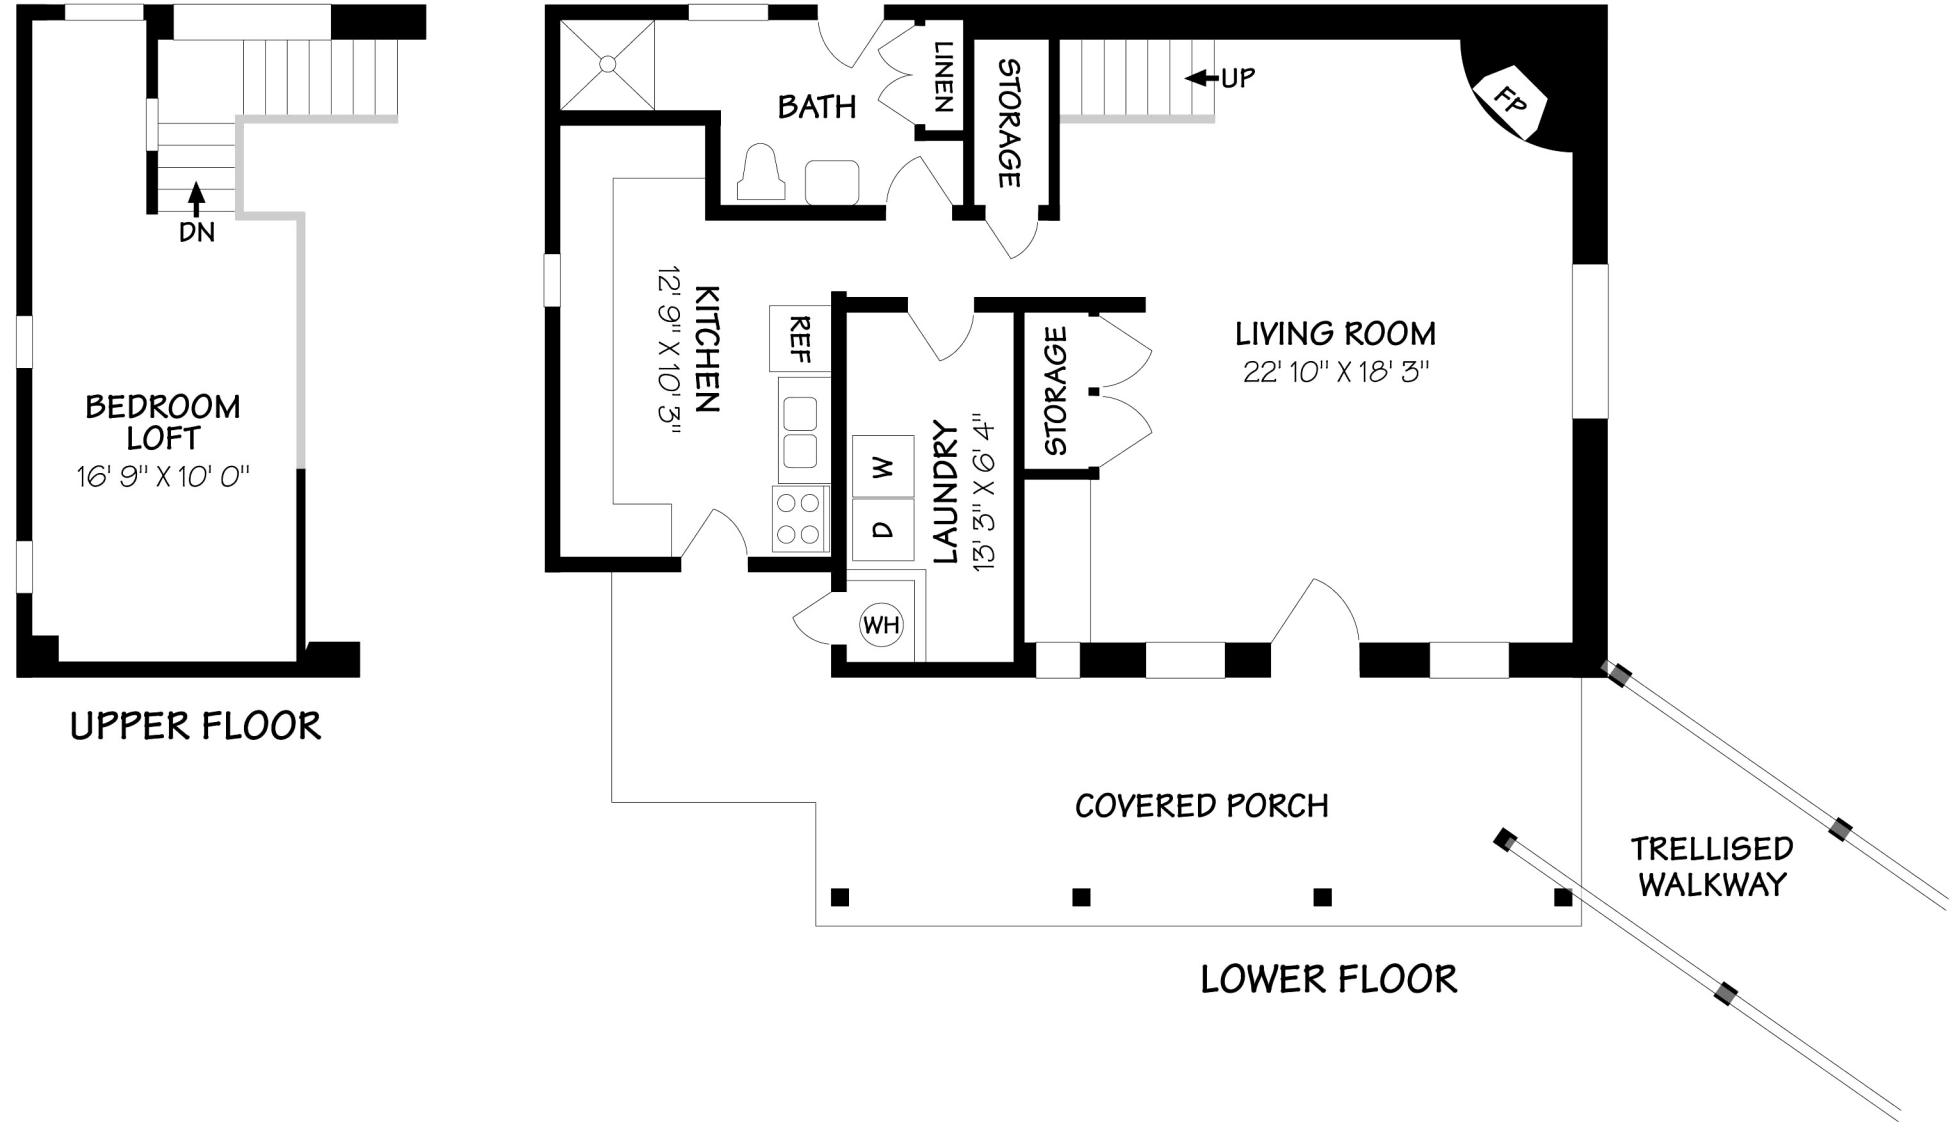 DN
BEDROOM
LOFT
16' 9" X 10' 0"
UPPER FLOOR
BATH
LINEN
STORAGE
UP
FP
KITCHEN
12' 9" X 10' 3"
REF
W
D
LAUNDRY
13' 3" X 6' 4"
WH
STORAGE
LIVING ROOM
22' 10" X 18' 3"
COVERED PORCH
TRELLISED
WALKWAY
LOWER FLOOR